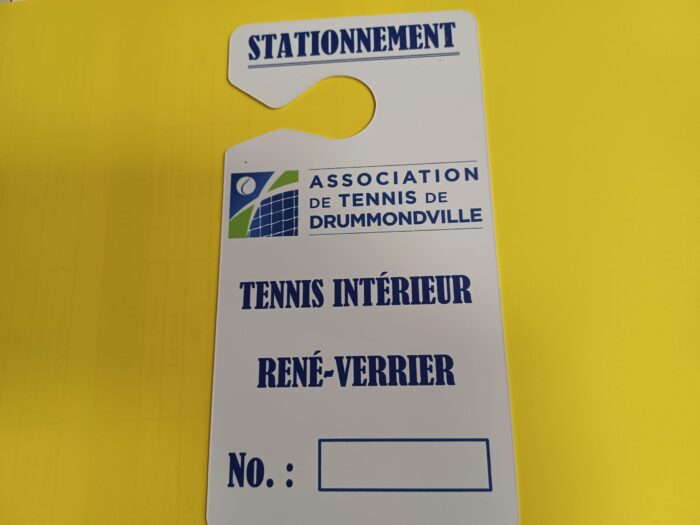 STATIONNEMENT
ASSOCIATION
DE TENNIS DE
DRUMMONDVILLE
TENNIS INTÉRIEUR
RENÉ-VERRIER
No. :